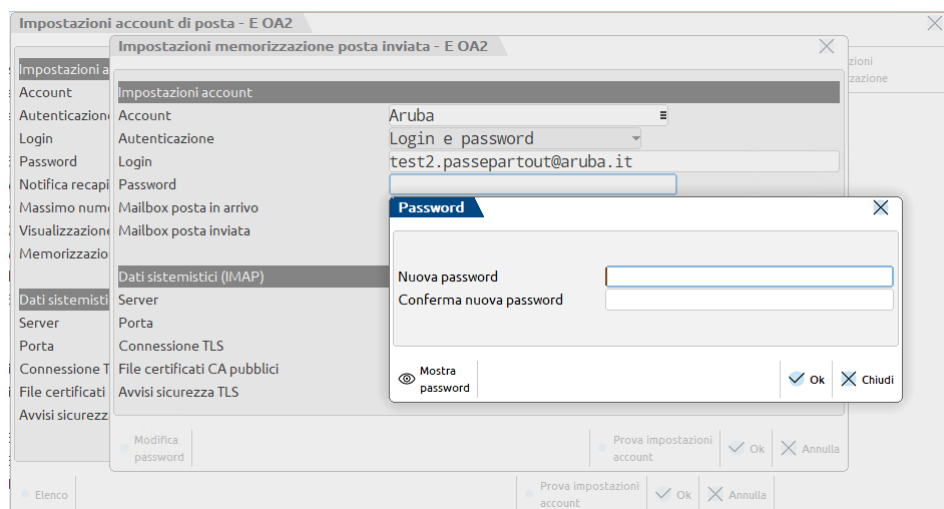 Impostazioni account di posta - E OA2
Impostazioni memorizzazione posta inviata - E OA2
zioni
zazione
Impostazioni a
Account
Autenticazion
Login
Password
Notifica recapi
Massimo num
Visualizzazion
Memorizzazio
Dati sistemisti
Server
Porta
Connessione T
File certificati
Avvisi sicurezz
Impostazioni account
Account Aruba
Autenticazione Login e password
Login test2.passepartout@aruba.it
Password
Mailbox posta in arrivo
Mailbox posta inviata
Dati sistemistici (IMAP)
Server
Porta
Connessione TLS
File certificati CA pubblici
Avvisi sicurezza TLS
Password
Nuova password
Conferma nuova password
Mostra
password
Ok
Chiudi
Modifica
password
Prova impostazioni
account
Ok
Annulla
Elenco
Prova impostazioni
account
Ok
Annulla